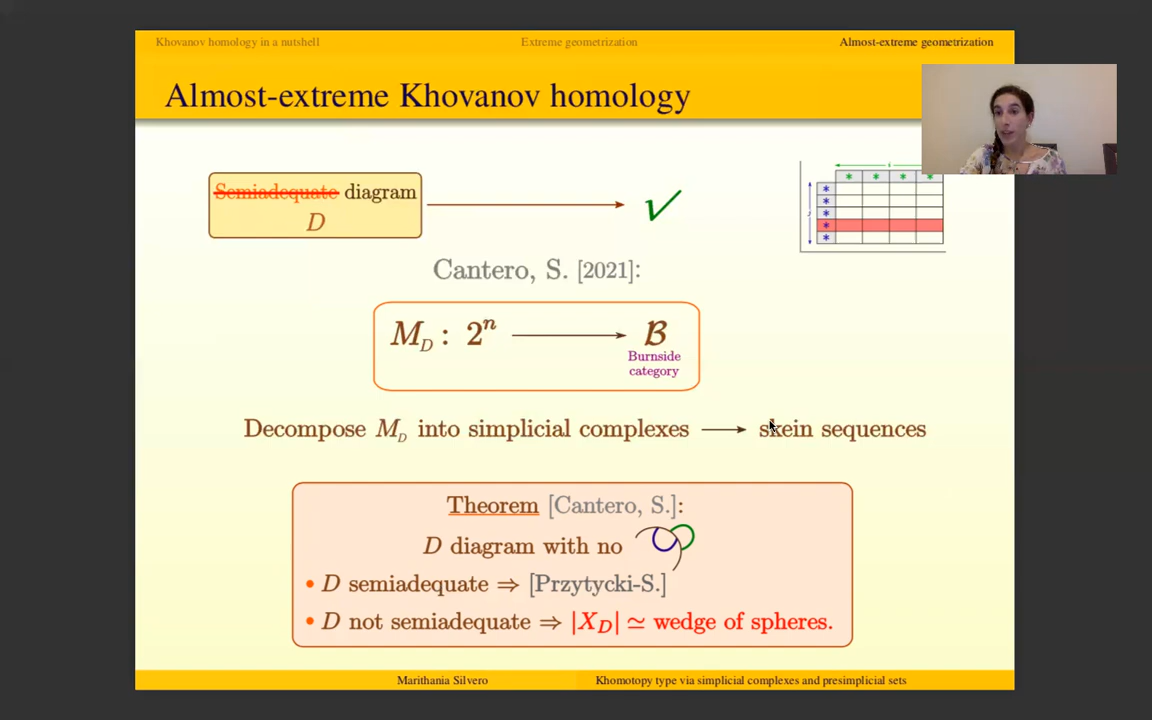 Khovanov homology in a nutshell Extreme geometrization Almost-extreme geometrization
Almost-extreme Khovanov homology
Semiadequate diagram
D
Cantero, S. [2021]:
M_D : 2^n ⟶ ℬ
Burnside
category
Decompose M_D into simplicial complexes ⟶ skein sequences
Theorem [Cantero, S.]:
D diagram with no
• D semiadequate ⇒ [Przytycki-S.]
• D not semiadequate ⇒ |X_D| ≃ wedge of spheres.
Marithania Silvero Khomotopy type via simplicial complexes and presimplicial sets